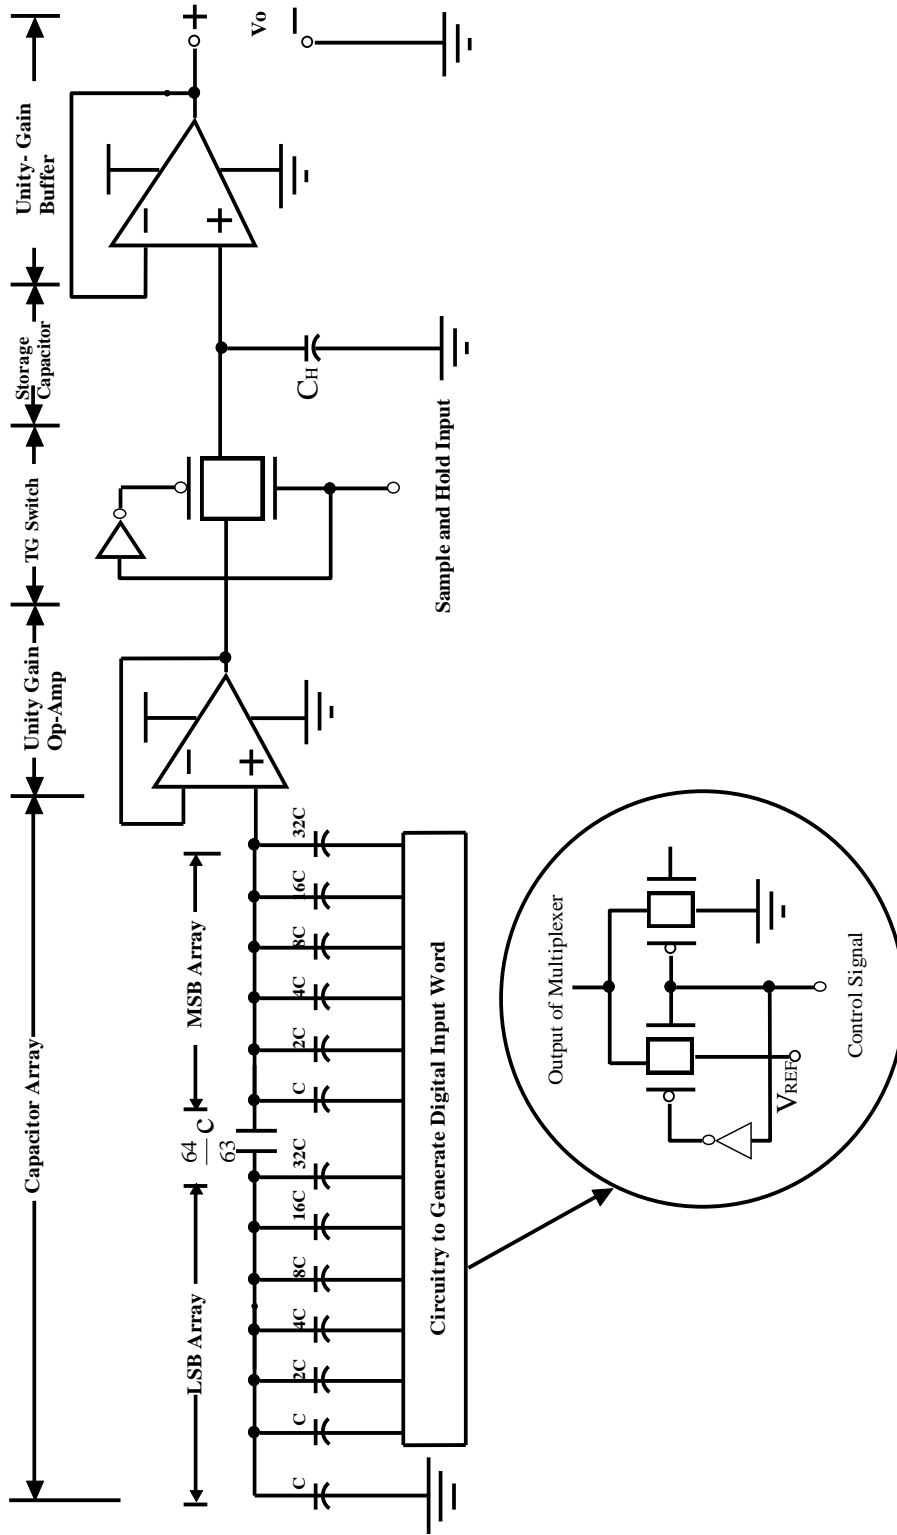 Capacitor Array
Unity Gain
Op-Amp
TG Switch
Storage
Capacitor
Unity- Gain
Buffer
LSB Array
64
63
C
MSB Array
C
C
2C
4C
8C
16C
32C
C
2C
4C
8C
16C
32C
−
+
CH
−
+
+
Vo
−
Sample and Hold Input
Circuitry to Generate Digital Input Word
Output of Multiplexer
VREF
Control Signal